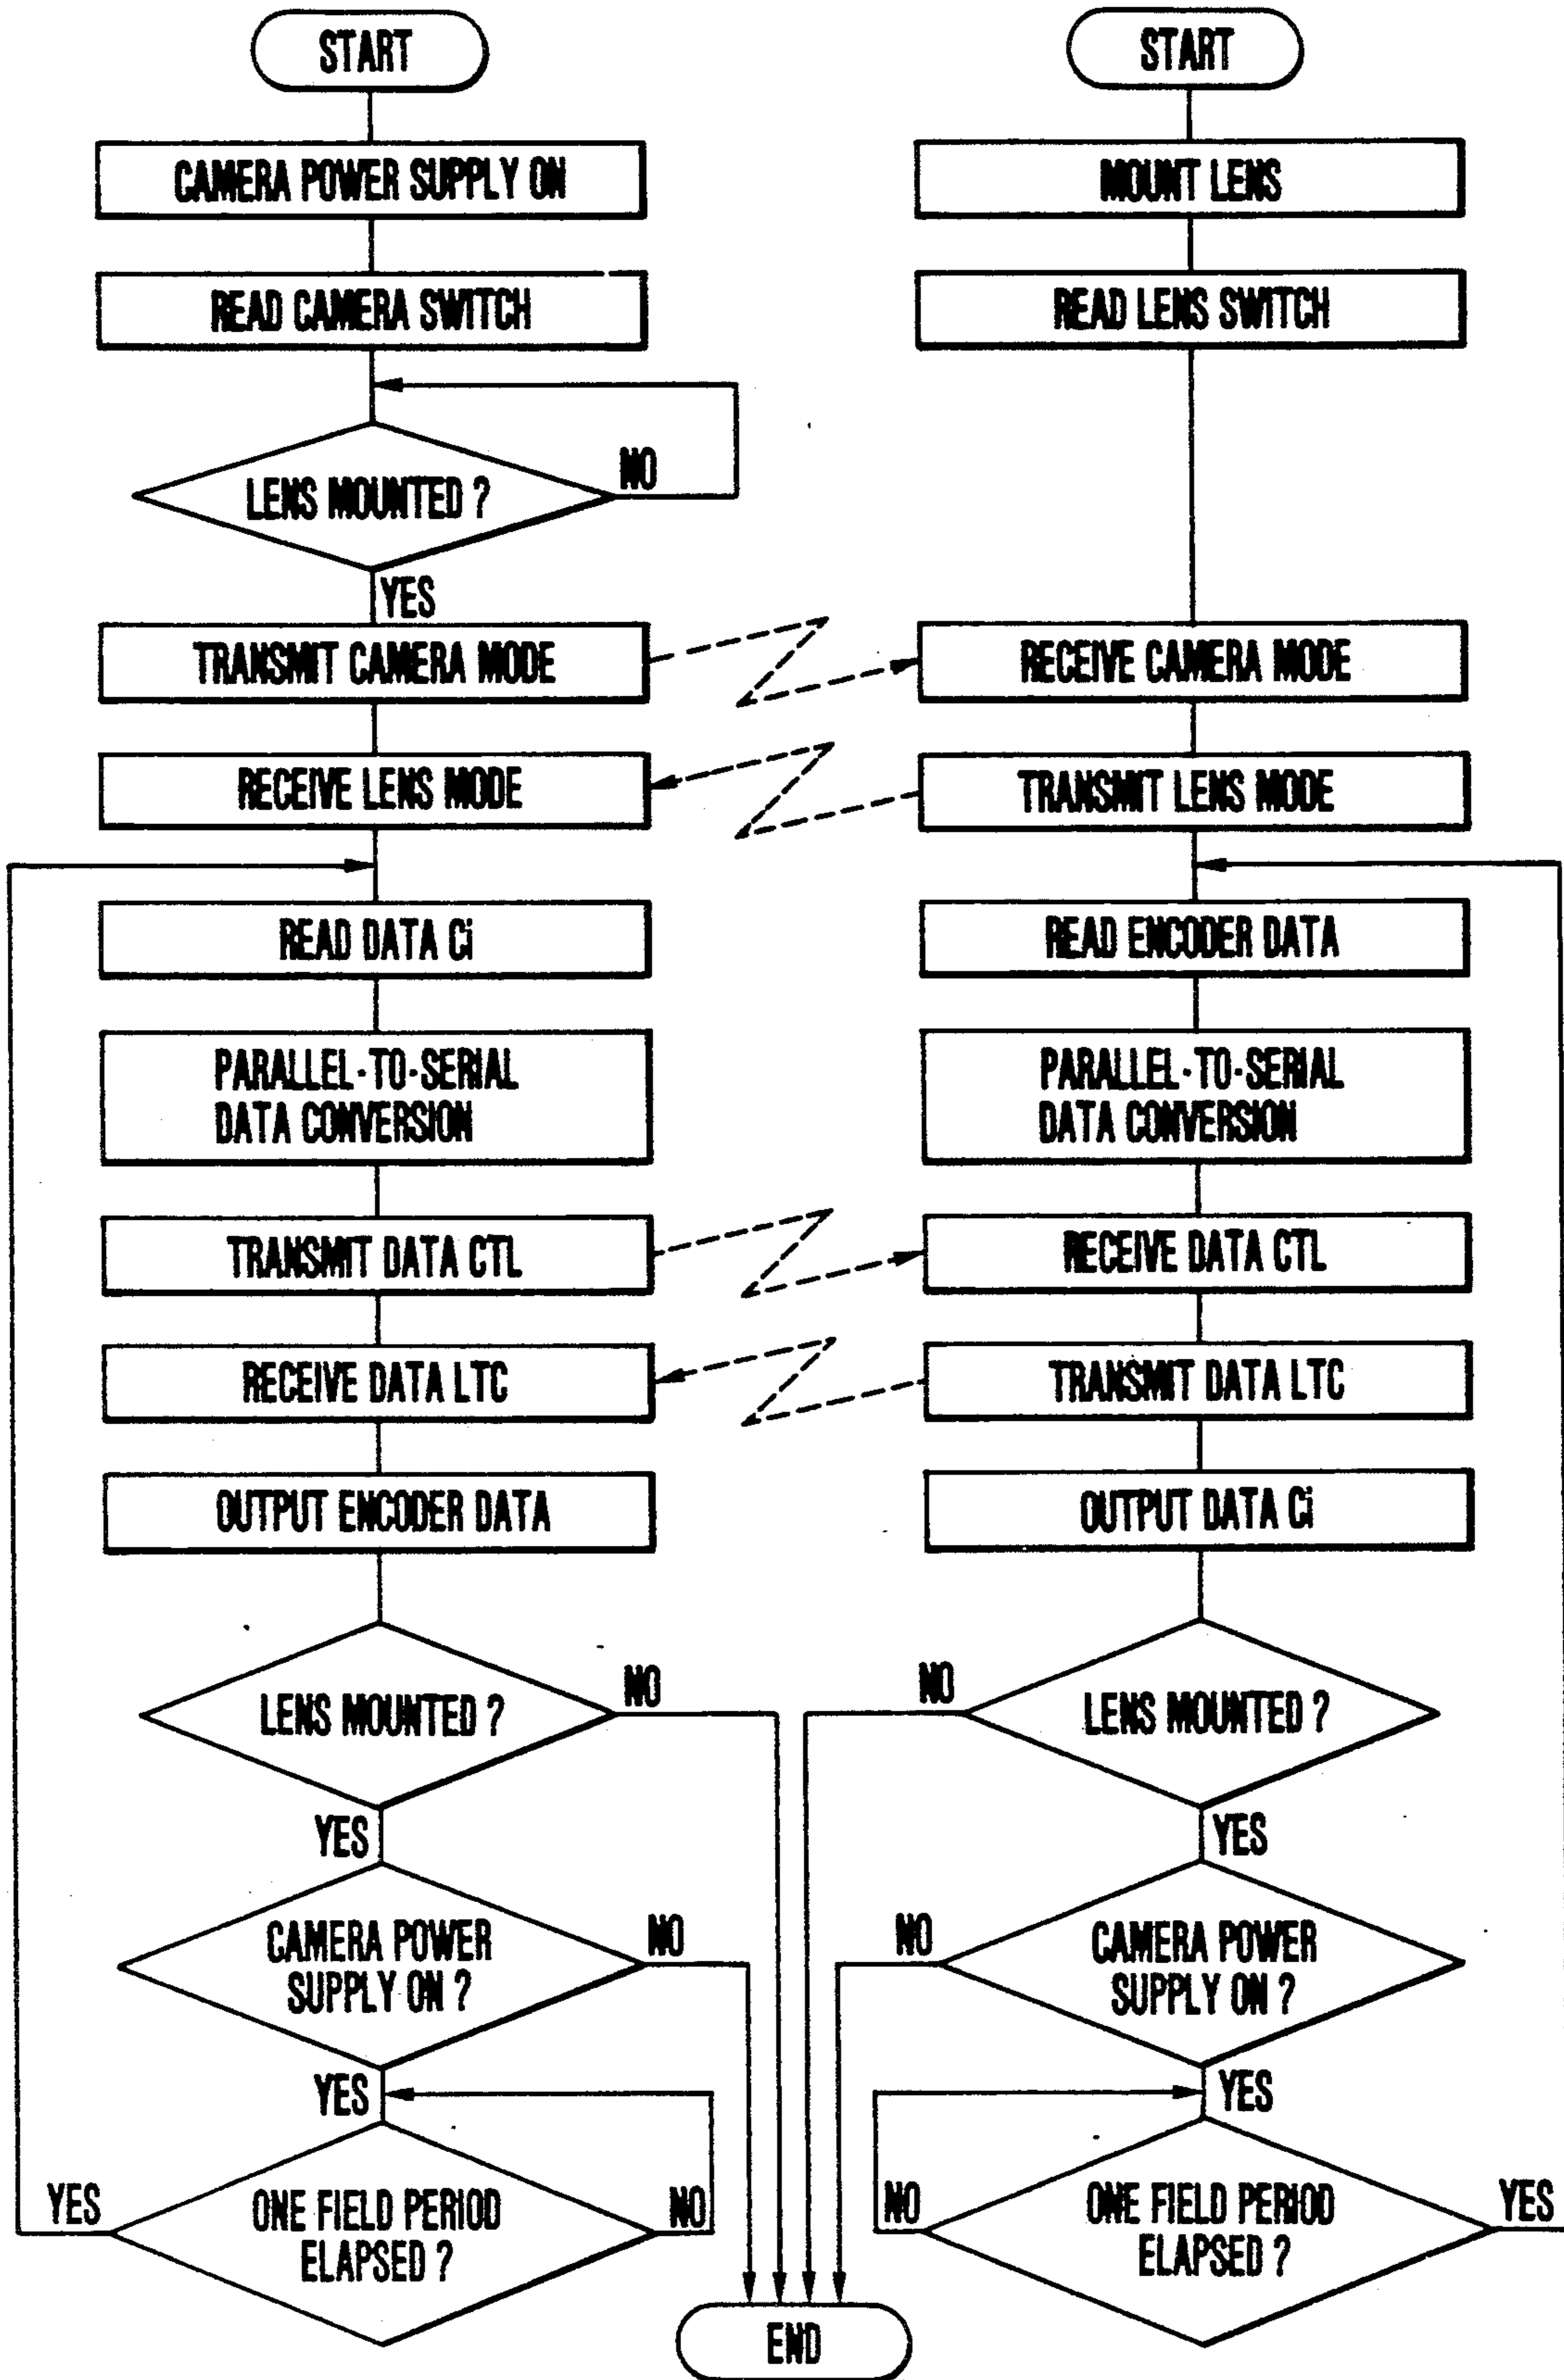 START
CAMERA POWER SUPPLY ON
READ CAMERA SWITCH
LENS MOUNTED ?
NO
YES
TRANSMIT CAMERA MODE
RECEIVE LENS MODE
READ DATA Ci
PARALLEL-TO-SERIAL
DATA CONVERSION
TRANSMIT DATA CTL
RECEIVE DATA LTC
OUTPUT ENCODER DATA
LENS MOUNTED ?
NO
YES
CAMERA POWER
SUPPLY ON ?
NO
YES
ONE FIELD PERIOD
ELAPSED ?
YES
NO
START
MOUNT LENS
READ LENS SWITCH
RECEIVE CAMERA MODE
TRANSMIT LENS MODE
READ ENCODER DATA
PARALLEL-TO-SERIAL
DATA CONVERSION
RECEIVE DATA CTL
TRANSMIT DATA LTC
OUTPUT DATA Ci
LENS MOUNTED ?
NO
YES
CAMERA POWER
SUPPLY ON ?
NO
YES
ONE FIELD PERIOD
ELAPSED ?
NO
YES
END